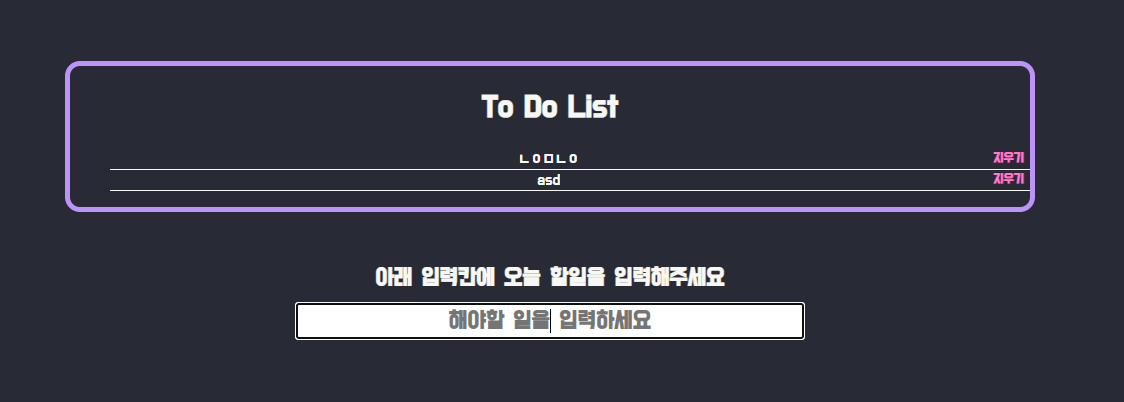 To Do List
ㄴㅇㅁㄴㅇ 지우기
asd 지우기
아래 입력칸에 오늘 할일을 입력해주세요
해야할 일을 입력하세요